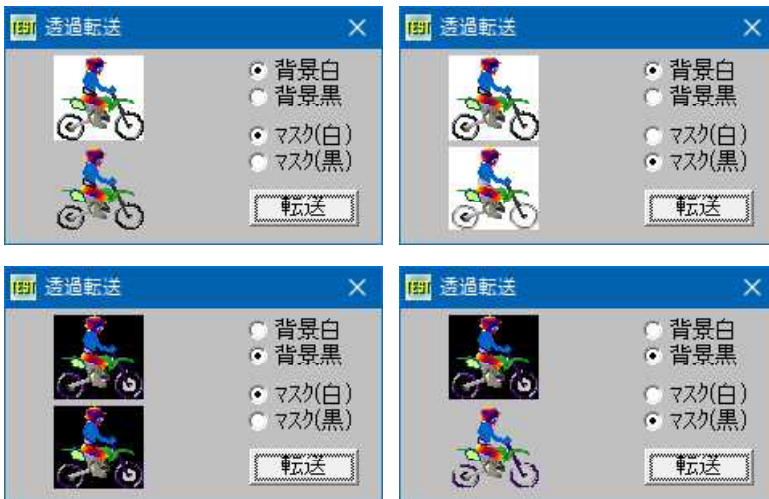 TEST 透過転送
背景白
背景黒
マスク(白)
マスク(黒)
転送
TEST 透過転送
背景白
背景黒
マスク(白)
マスク(黒)
転送
TEST 透過転送
背景白
背景黒
マスク(白)
マスク(黒)
転送
TEST 透過転送
背景白
背景黒
マスク(白)
マスク(黒)
転送